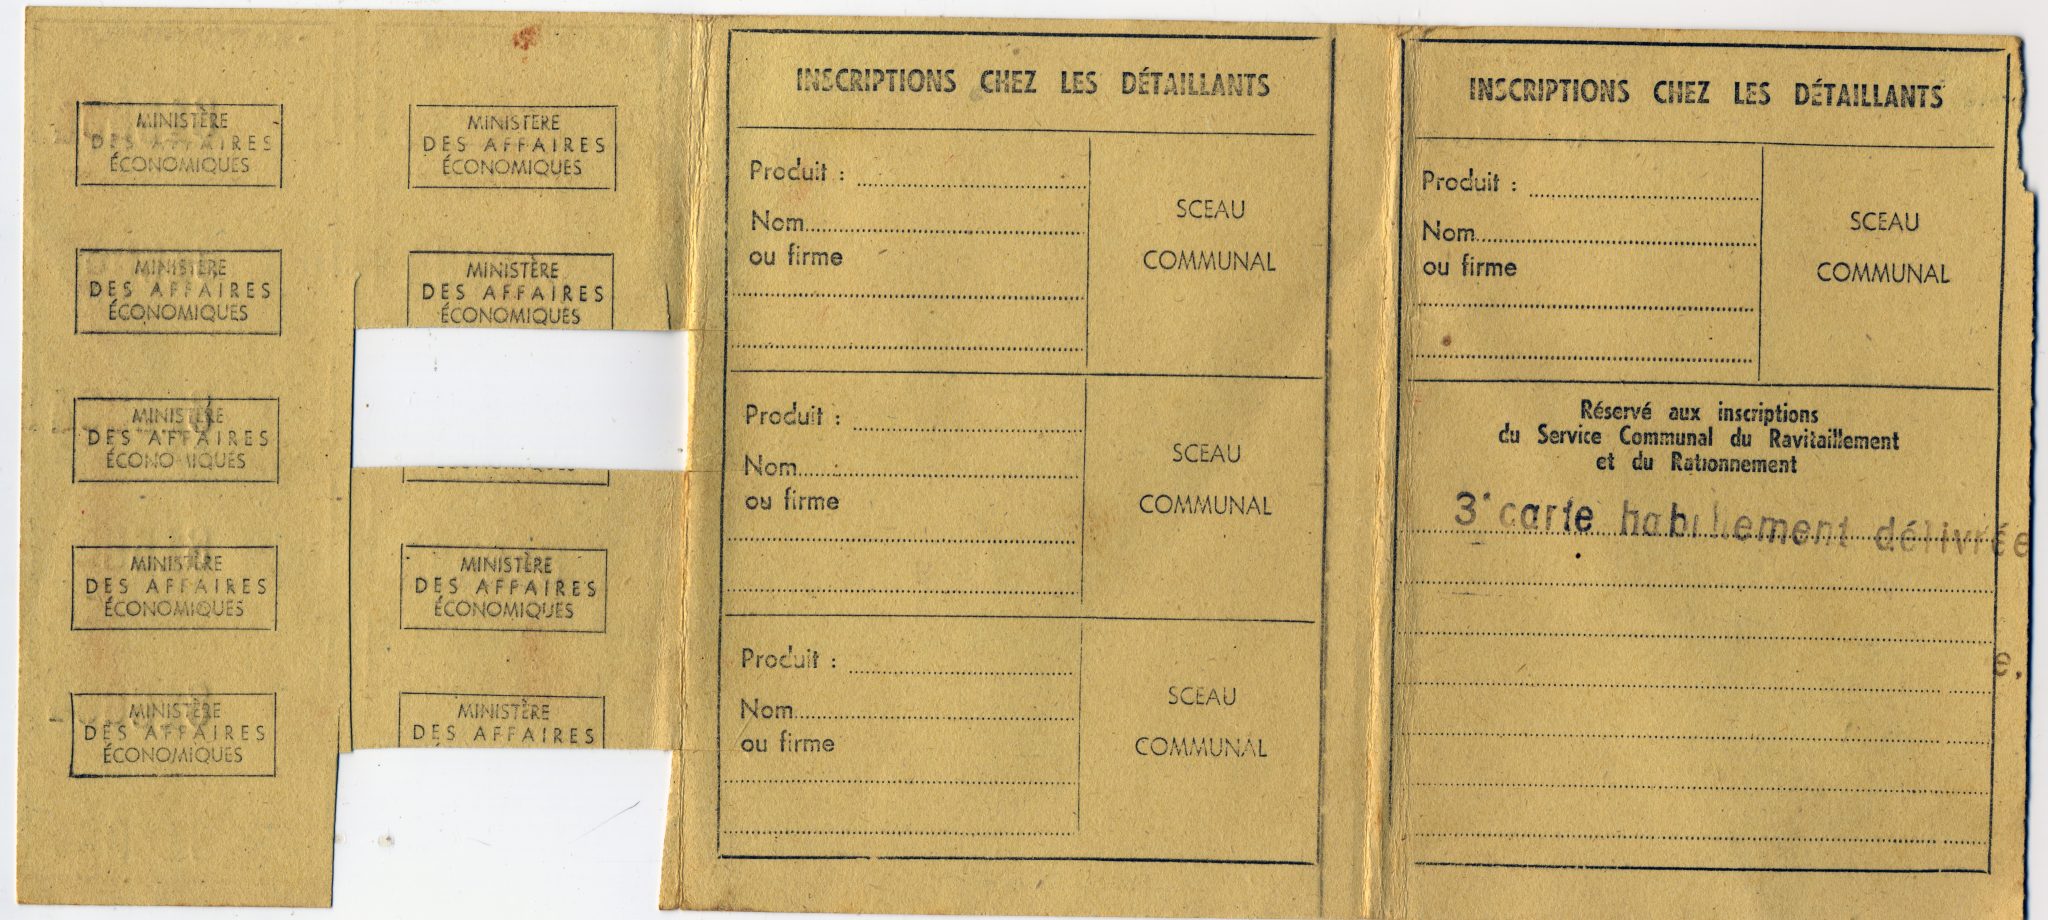 MINISTÈRE
DES AFFAIRES
ÉCONOMIQUES
MINISTÈRE
DES AFFAIRES
ÉCONOMIQUES
MINISTÈRE
DES AFFAIRES
ÉCONOMIQUES
MINISTÈRE
DES AFFAIRES
ÉCONOMIQUES
MINISTÈRE
DES AFFAIRES
ÉCONOMIQUES
MINISTÈRE
DES AFFAIRES
ÉCONOMIQUES
MINISTÈRE
DES AFFAIRES
ÉCONOMIQUES
ÉCONOMIQUES
MINISTÈRE
DES AFFAIRES
ÉCONOMIQUES
MINISTÈRE
DES AFFAIRES
INSCRIPTIONS CHEZ LES DÉTAILLANTS
Produit :
Nom
ou firme
SCEAU
COMMUNAL
Produit :
Nom
ou firme
SCEAU
COMMUNAL
Produit :
Nom
ou firme
SCEAU
COMMUNAL
INSCRIPTIONS CHEZ LES DÉTAILLANTS
Produit :
Nom
ou firme
SCEAU
COMMUNAL
Réservé aux inscriptions
du Service Communal du Ravitaillement
et du Rationnement
3e carte habillement délivrée
e.